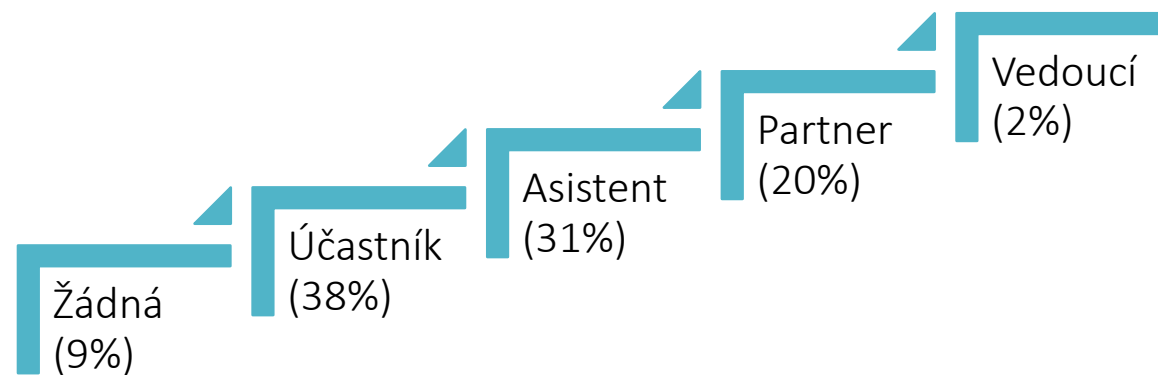 Žádná
(9%)
Účastník
(38%)
Asistent
(31%)
Partner
(20%)
Vedoucí
(2%)